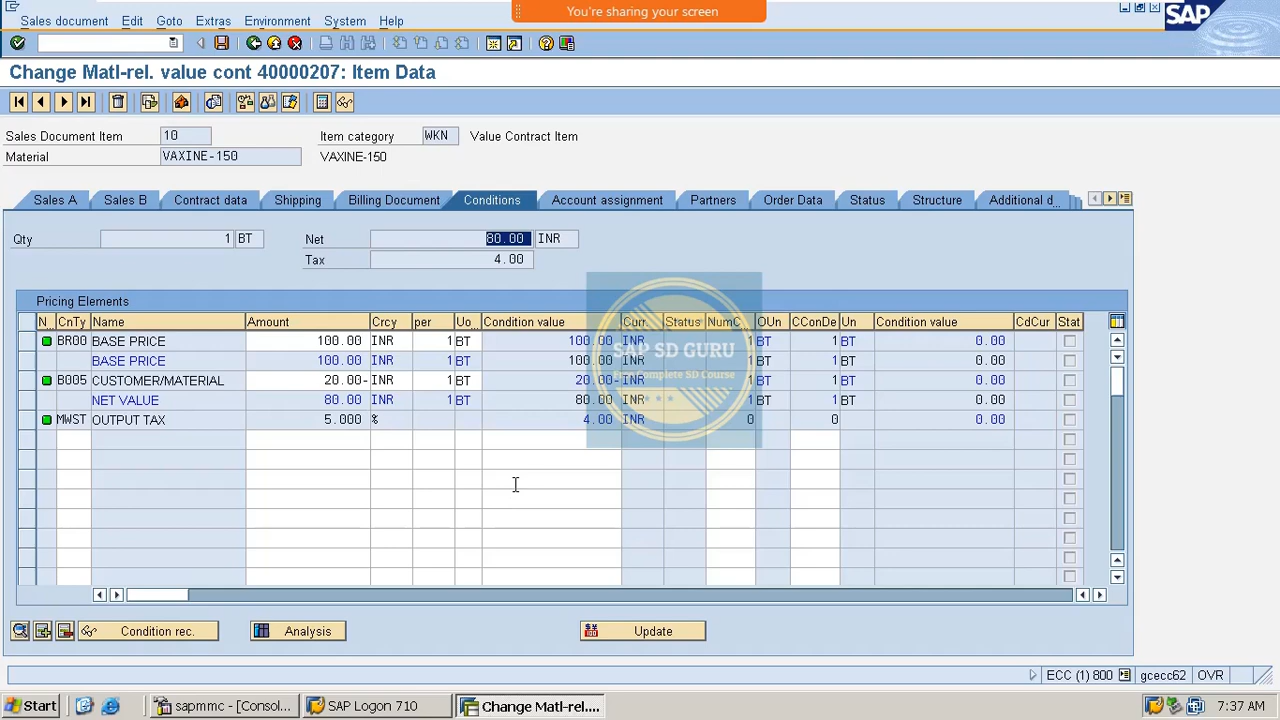 You're sharing your screen
Sales document Edit Goto Extras Environment System Help
SAP
Change Matl-rel. value cont 40000207: Item Data
Sales Document Item 10 Item category WKN Value Contract Item
Material VAXINE-150 VAXINE-150
Sales A Sales B Contract data Shipping Billing Document Conditions Account assignment Partners Order Data Status Structure Additional d...
Qty 1 BT Net 80.00 INR
Tax 4.00
Pricing Elements
N.. CnTy Name Amount Crcy per Uo... Condition value Curr. Status NumC... OUn CConDe Un Condition value CdCur Stat
BR00 BASE PRICE 100.00 INR 1 BT 100.00 INR 1 BT 1 BT 0.00
BASE PRICE 100.00 INR 1 BT 100.00 INR 1 BT 1 BT 0.00
B005 CUSTOMER/MATERIAL 20.00- INR 1 BT 20.00- INR 1 BT 1 BT 0.00
NET VALUE 80.00 INR 1 BT 80.00 INR 1 BT 1 BT 0.00
MWST OUTPUT TAX 5.000 % 4.00 INR 0 0 0.00
SAP SD GURU
Complete SD Course
Condition rec. Analysis Update
ECC (1) 800 gcecc62 OVR
Start sapmmc - [Consol... SAP Logon 710 Change Matl-rel.... 7:37 AM